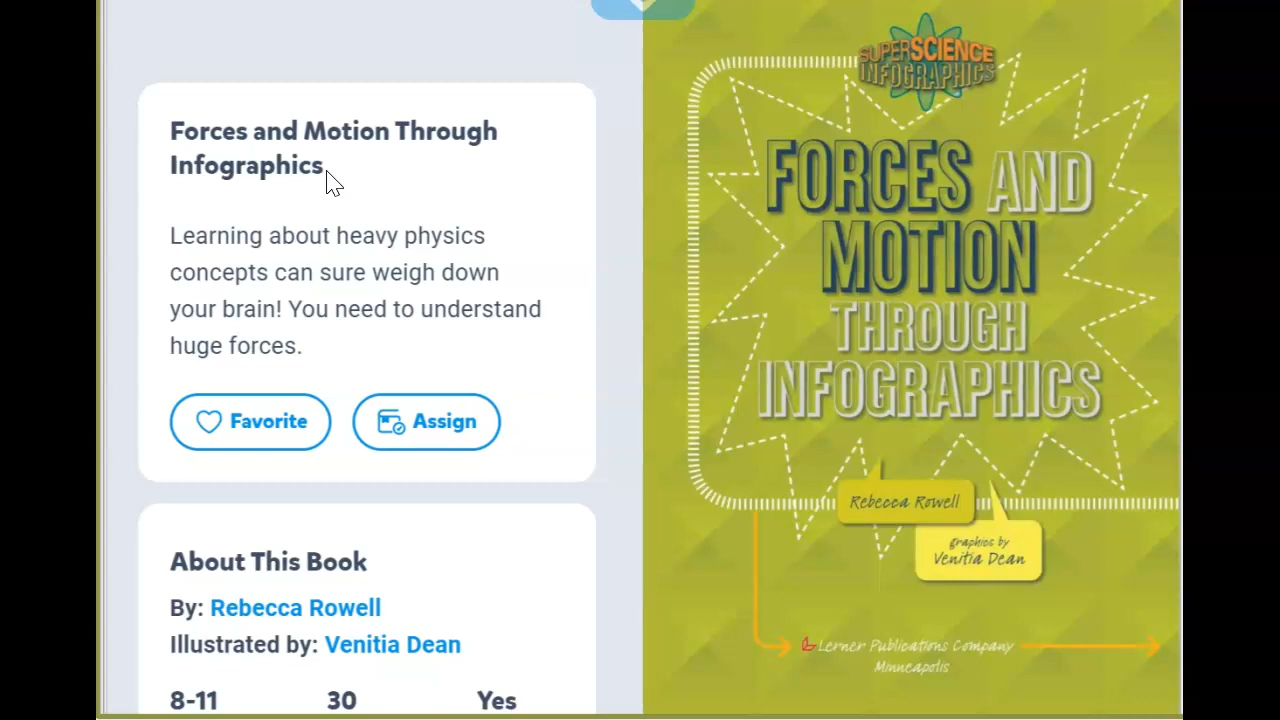 Forces and Motion Through
Infographics
Learning about heavy physics
concepts can sure weigh down
your brain! You need to understand
huge forces.
Favorite
Assign
About This Book
By: Rebecca Rowell
Illustrated by: Venitia Dean
8-11 30 Yes
SUPERSCIENCE
INFOGRAPHICS
FORCES AND
MOTION
THROUGH
INFOGRAPHICS
Rebecca Rowell
graphics by
Venitia Dean
Lerner Publications Company
Minneapolis